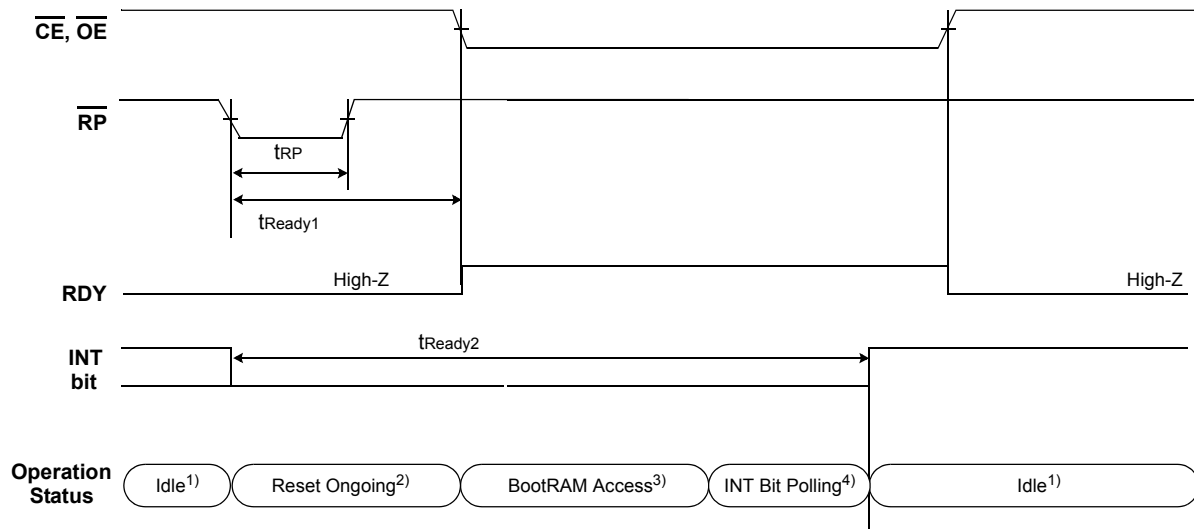 CE, OE
RP
tRP
tReady1
High-Z
High-Z
RDY
tReady2
INT
bit
Operation
Status
Idle1)
Reset Ongoing2)
BootRAM Access3)
INT Bit Polling4)
Idle1)